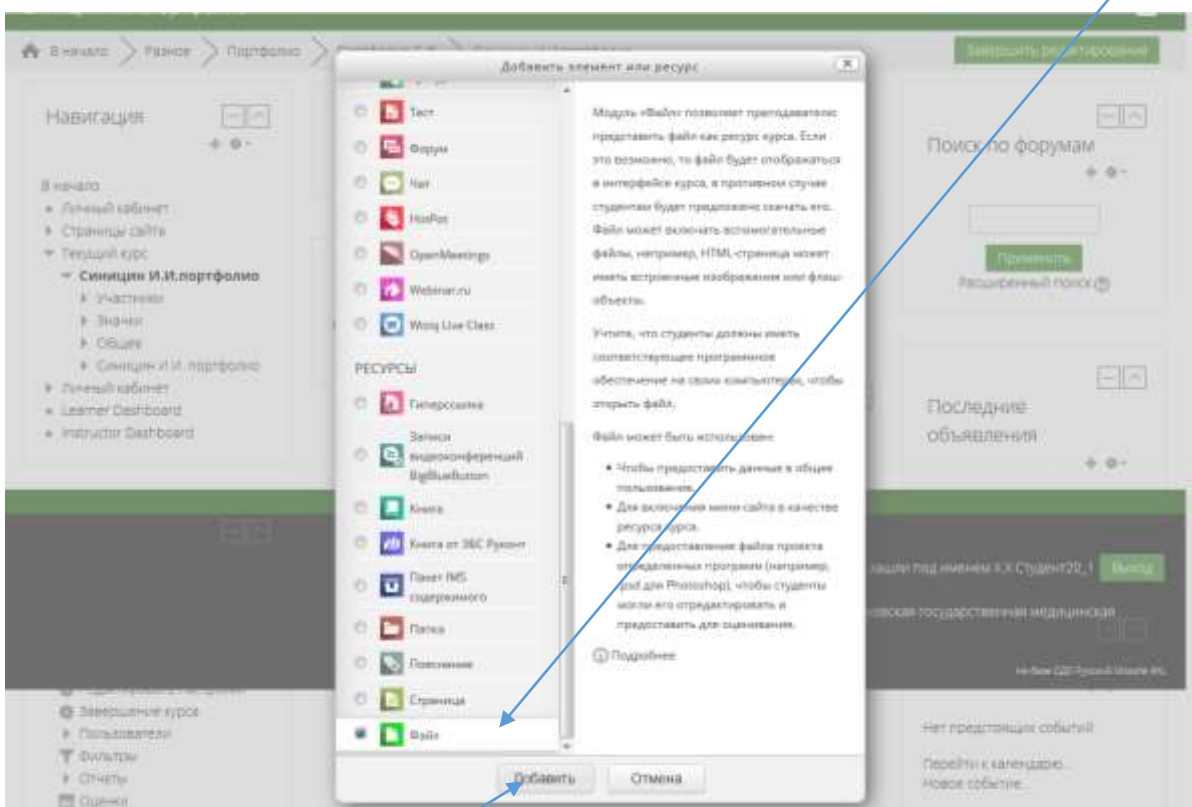 В начало
Разное
Портфолио
Завершить редактирование
Добавить элемент или ресурс
Навигация
В начало
Личный кабинет
Страницы сайта
Текущий курс
Синицин И.И.портфолио
Участники
Значки
Общее
Синицин И.И. портфолио
Личный кабинет
Learner Dashboard
Instructor Dashboard
Тест
Форум
Чат
HotPot
OpenMeetings
Webinar.ru
Wiziq Live Class
РЕСУРСЫ
Гиперссылка
Записи
видеоконференций
BigBlueButton
Книга
Книга от ЭБС Руконт
Пакет IMS
содержимого
Папка
Пояснение
Страница
Файл
Модуль «Файл» позволяет преподавателю
представить файл как ресурс курса. Если
это возможно, то файл будет отображаться
в интерфейсе курса, в противном случае
студентам будет предложено скачать его.
Файл может включать вспомогательные
файлы, например, HTML-страница может
иметь встроенные изображения или флаш-
объекты.
Учтите, что студенты должны иметь
соответствующее программное
обеспечение на своих компьютерах, чтобы
открыть файл.
Файл может быть использован:
Чтобы предоставить данные в общее
пользование.
Для включения мини-сайта в качестве
ресурса курса.
Для предоставления файла проекта
определенных программ (например,
.psd для Photoshop), чтобы студенты
могли его отредактировать и
предоставить для оценивания.
Подробнее
Добавить
Отмена
Поиск по форумам
Применить
Расширенный поиск
Последние
объявления
зашли под именем X.X Студент20_1
Выход
государственная медицинская
Завершение курса
Пользователи
Фильтры
Отчеты
Оценки
Нет предстоящих событий
Перейти к календарю...
Новое событие...